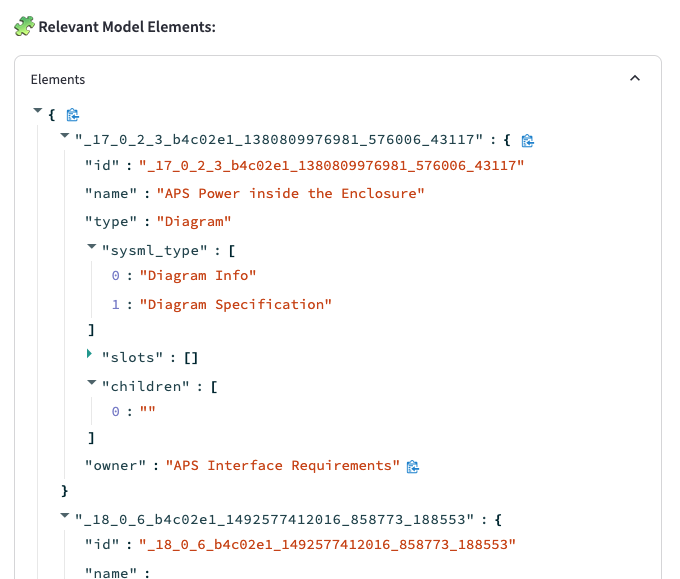 Relevant Model Elements:
Elements
{
"_17_0_2_3_b4c02e1_1380809976981_576006_43117" : {
"id" : "_17_0_2_3_b4c02e1_1380809976981_576006_43117"
"name" : "APS Power inside the Enclosure"
"type" : "Diagram"
"sysml_type" : [
0 : "Diagram Info"
1 : "Diagram Specification"
]
"slots" : []
"children" : [
0 : ""
]
"owner" : "APS Interface Requirements"
}
"_18_0_6_b4c02e1_1492577412016_858773_188553" : {
"id" : "_18_0_6_b4c02e1_1492577412016_858773_188553"
"name" :